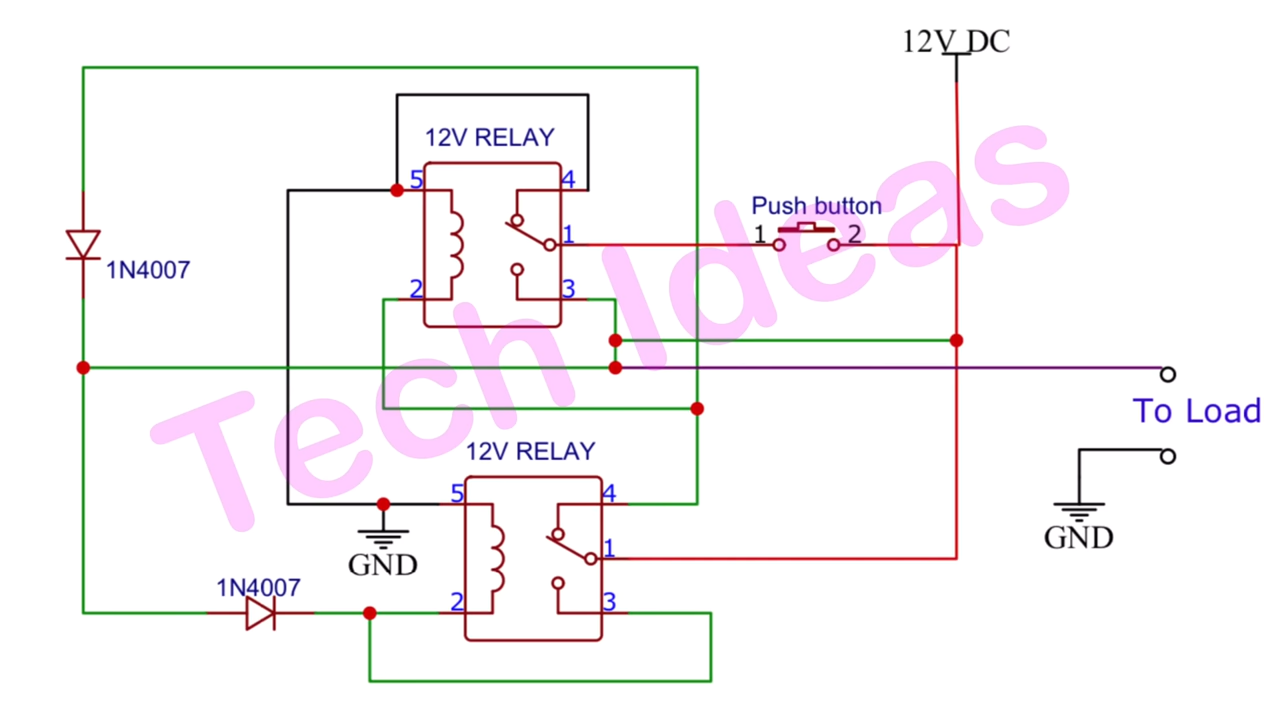 12V DC
12V RELAY
5
4
Push button
1
1
2
1N4007
2
3
Tech Ideas
To Load
12V RELAY
5
4
GND
GND
1
1N4007
2
3